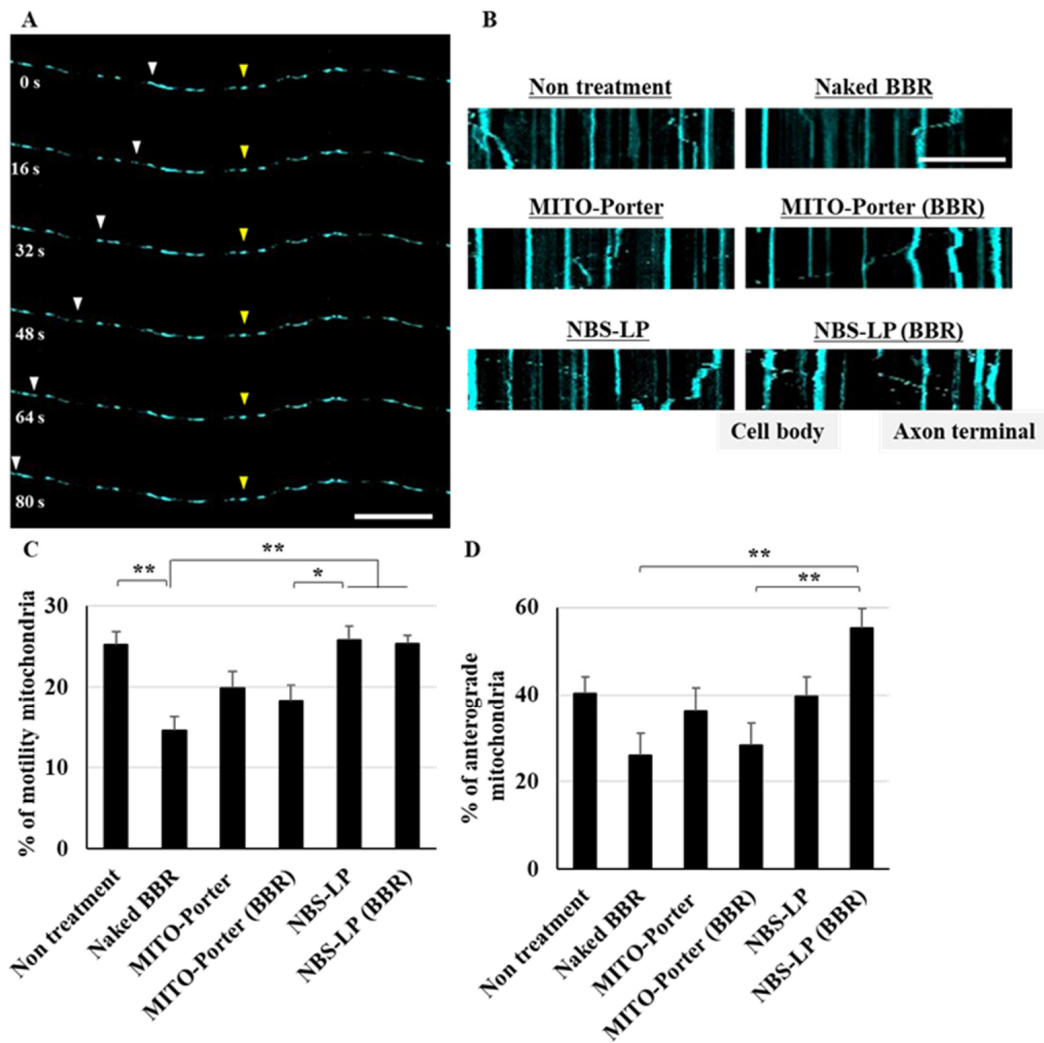 A
0 s
16 s
32 s
48 s
64 s
80 s
B
Non treatment
Naked BBR
MITO-Porter
MITO-Porter (BBR)
NBS-LP
NBS-LP (BBR)
Cell body
Axon terminal
C
**
**
*
% of motility mitochondria
30
20
10
0
Non treatment
Naked BBR
MITO-Porter
MITO-Porter (BBR)
NBS-LP
NBS-LP (BBR)
D
**
**
% of anterograde
mitochondria
60
40
20
0
Non treatment
Naked BBR
MITO-Porter
MITO-Porter (BBR)
NBS-LP
NBS-LP (BBR)